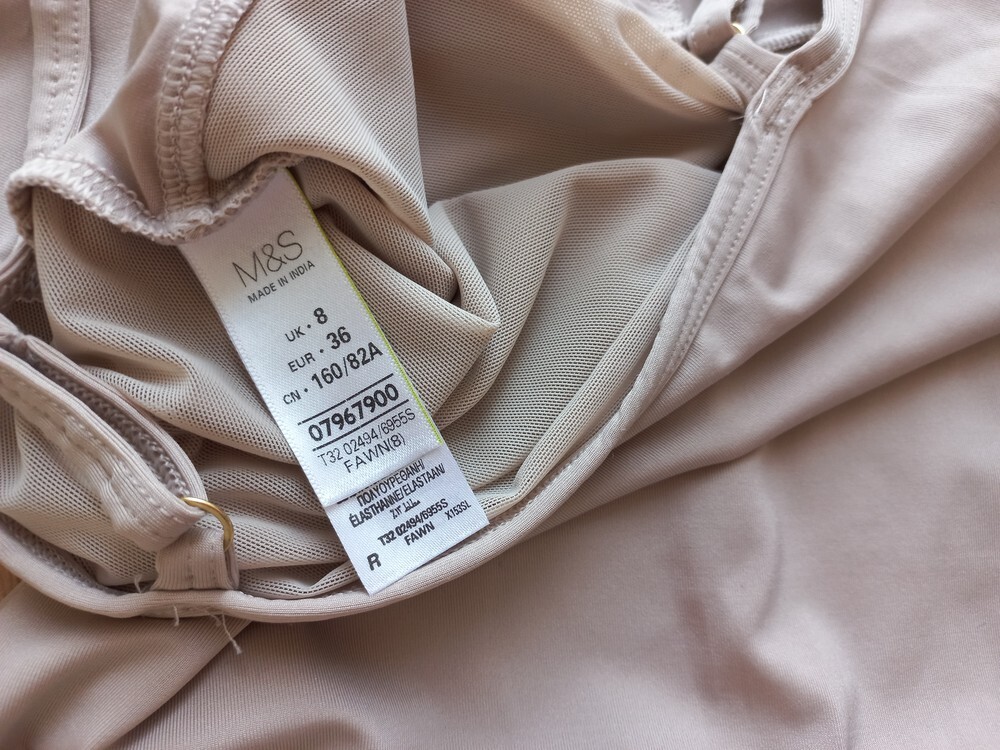 M&S
MADE IN INDIA
UK · 8
EUR · 36
CN · 160/82A
07967900
T32 02494/6955S
FAWN(8)
ΠΟΛΥΟΥΡΕΘΑΝΗ/
ÉLASTHANNE/ELASTAAN/
T32 02494/6955S
FAWN X153SL
R